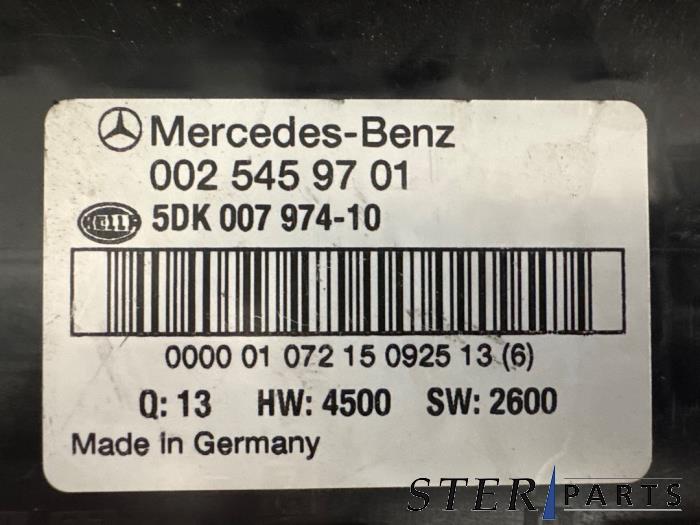 Mercedes-Benz
002 545 97 01
HELLA 5DK 007 974-10
0000 01 072 15 0925 13 (6)
Q: 13 HW: 4500 SW: 2600
Made in Germany
STER PARTS